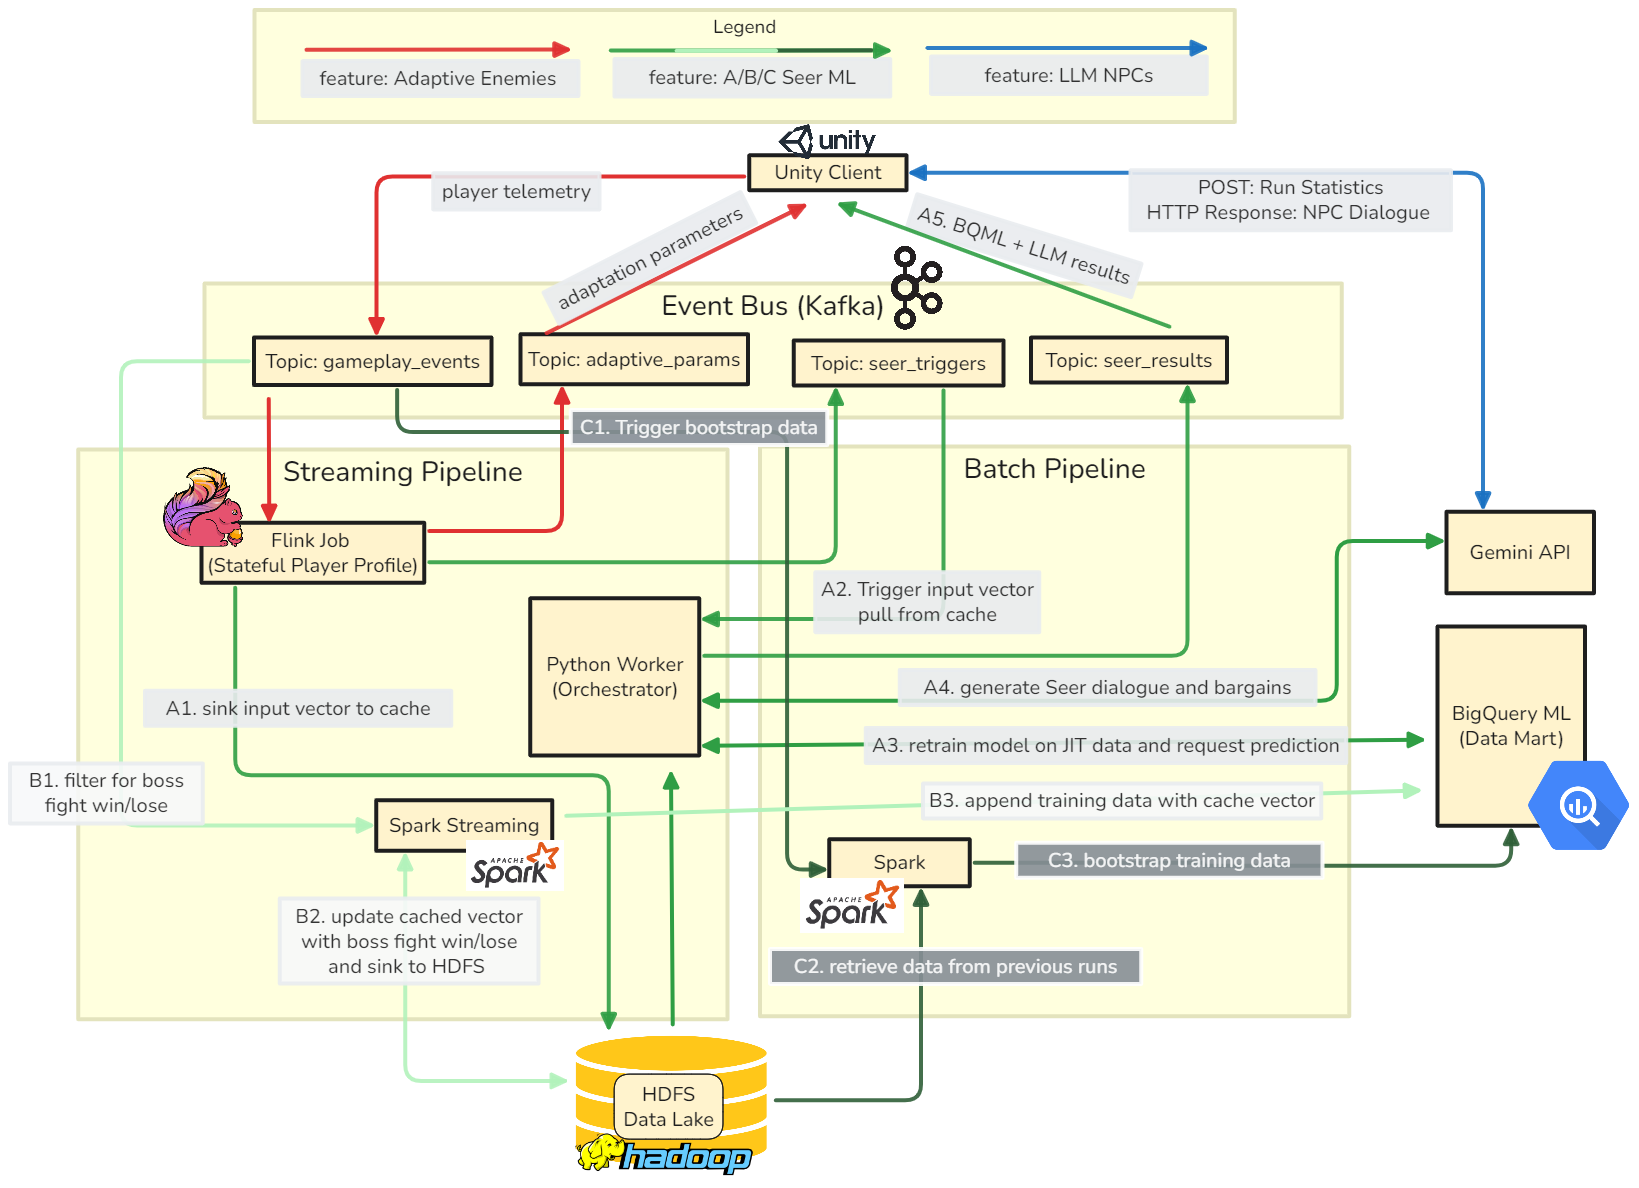 Legend
feature: Adaptive Enemies
feature: A/B/C Seer ML
feature: LLM NPCs
unity
Unity Client
player telemetry
POST: Run Statistics
HTTP Response: NPC Dialogue
adaptation parameters
A5. BQML + LLM results
Event Bus (Kafka)
Topic: gameplay_events
Topic: adaptive_params
Topic: seer_triggers
Topic: seer_results
C1. Trigger bootstrap data
Streaming Pipeline
Batch Pipeline
Flink Job
(Stateful Player Profile)
Gemini API
A2. Trigger input vector
pull from cache
Python Worker
(Orchestrator)
A4. generate Seer dialogue and bargains
A1. sink input vector to cache
BigQuery ML
(Data Mart)
A3. retrain model on JIT data and request prediction
B1. filter for boss
fight win/lose
B3. append training data with cache vector
Spark Streaming
APACHE
Spark
Spark
C3. bootstrap training data
APACHE
Spark
B2. update cached vector
with boss fight win/lose
and sink to HDFS
C2. retrieve data from previous runs
HDFS
Data Lake
hadoop